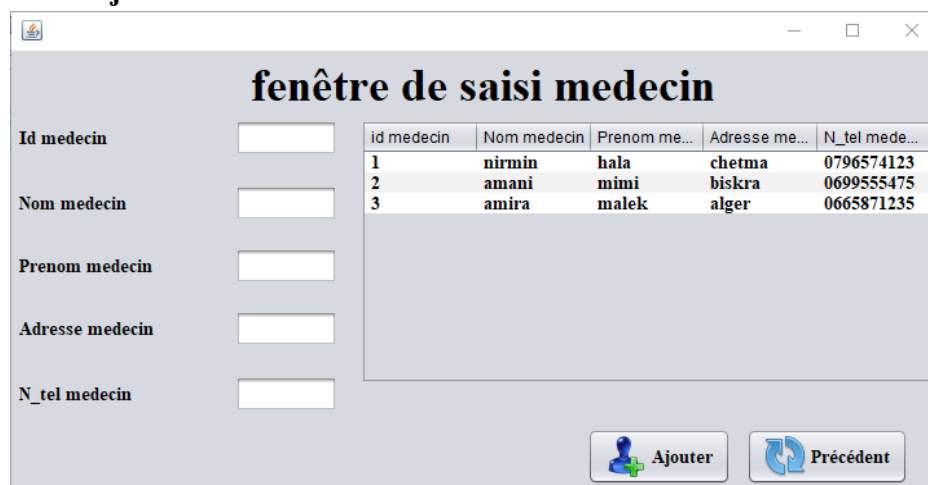 fenêtre de saisi medecin
Id medecin
Nom medecin
Prenom medecin
Adresse medecin
N_tel medecin
id medecin Nom medecin Prenom me... Adresse me... N_tel mede...
1 nirmin hala chetma 0796574123
2 amani mimi biskra 0699555475
3 amira malek alger 0665871235
Ajouter Précédent